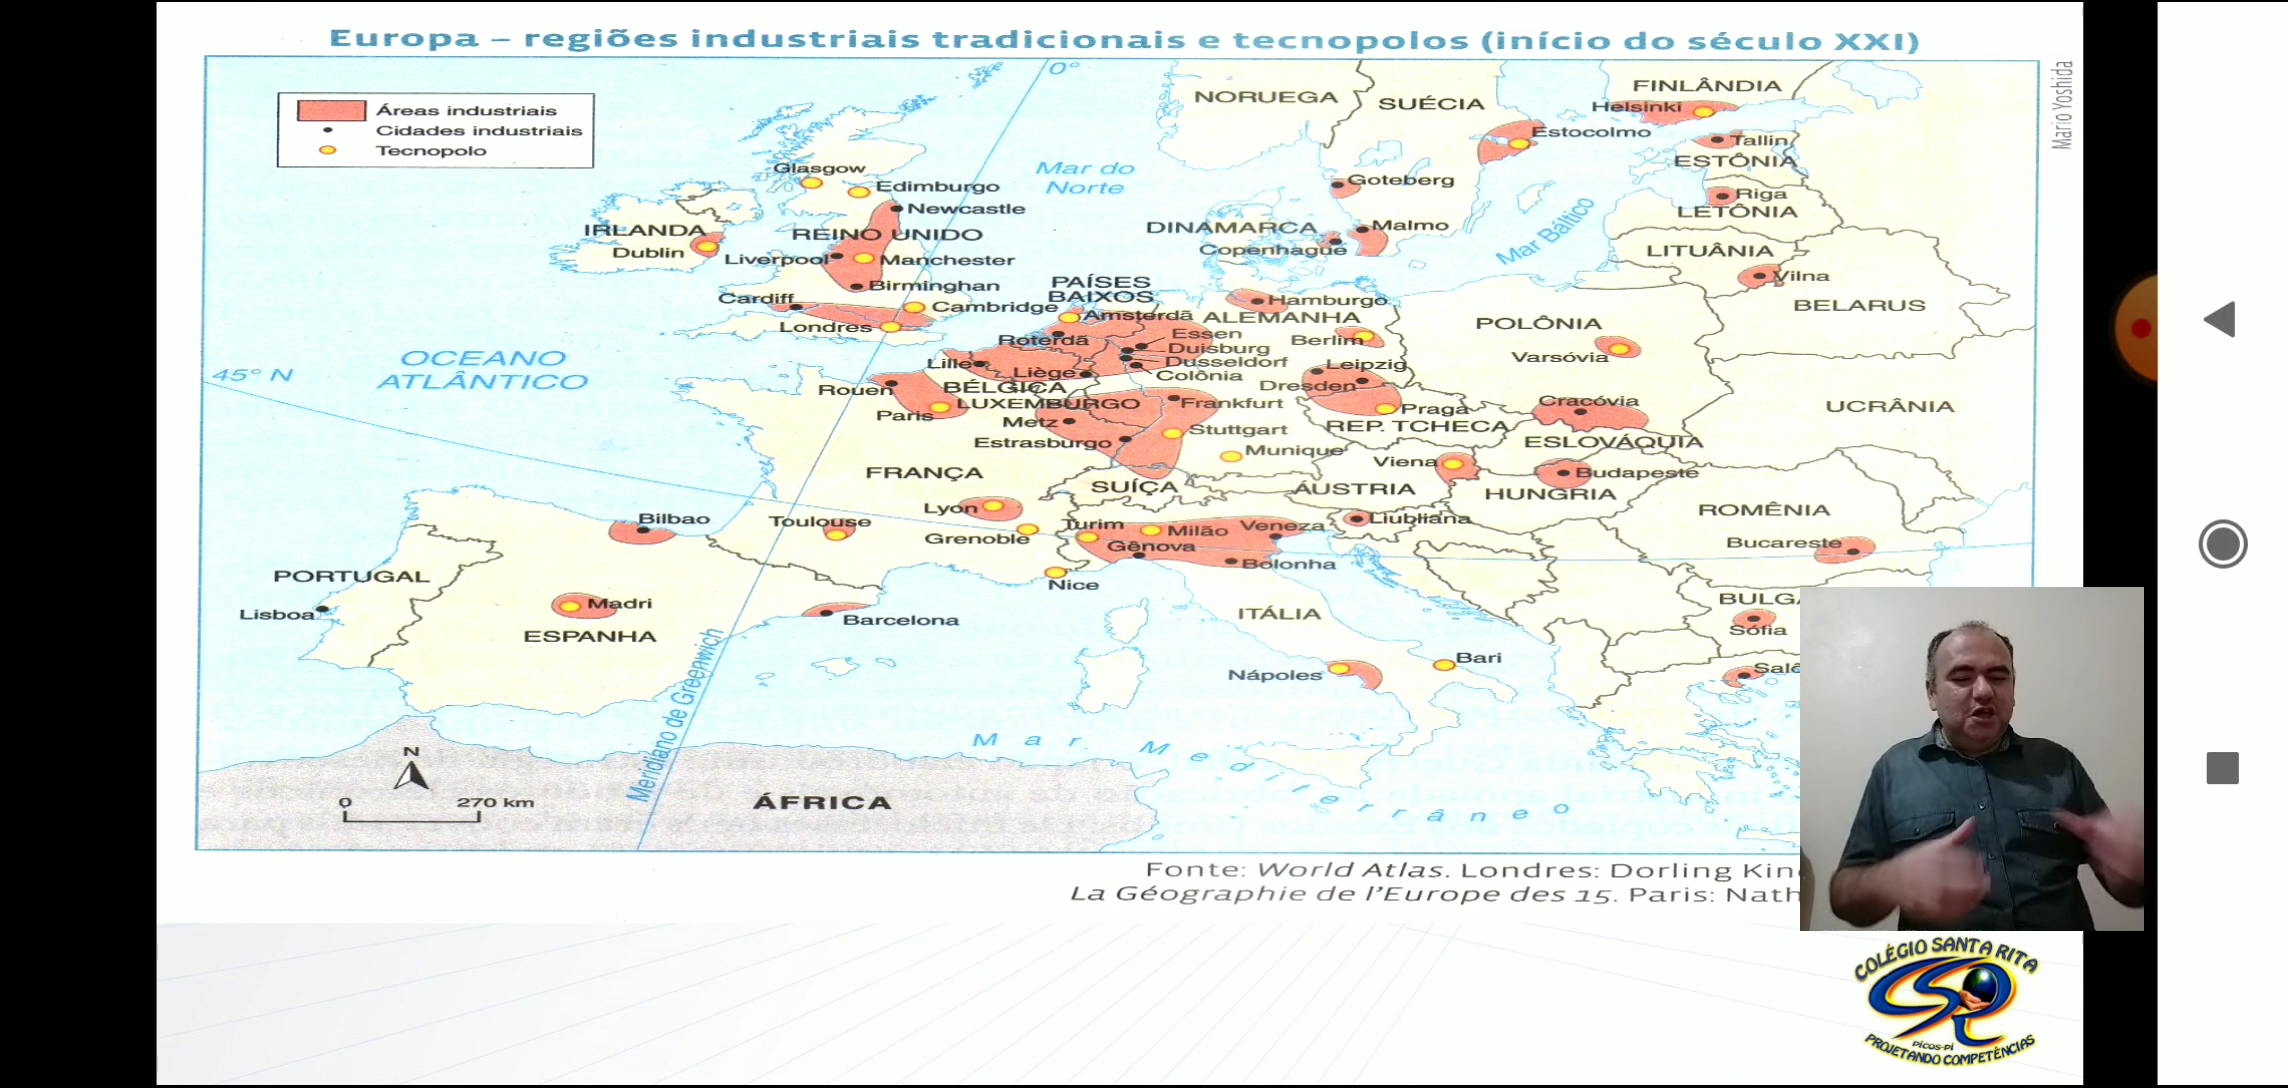 Europa – regiões industriais tradicionais e tecnopolos (início do século XXI)
Mario Yoshida
Áreas industriais
Cidades industriais
Tecnopolo
0°
NORUEGA
SUÉCIA
FINLÂNDIA
Helsinki
Estocolmo
Tallin
ESTÔNIA
Mar do
Norte
Glasgow
Edimburgo
Newcastle
Goteberg
Riga
LETÔNIA
IRLANDA
Dublin
REINO UNIDO
Liverpool
Manchester
Birminghan
DINAMARCA
Copenhague
Malmo
Mar Báltico
LITUÂNIA
Vilna
BELARUS
Cardiff
Cambridge
Londres
PAÍSES
BAIXOS
Amsterdã
Roterdã
Hamburgo
ALEMANHA
Essen
Duisburg
Dusseldorf
Colônia
Berlim
Leipzig
Dresden
POLÔNIA
Varsóvia
OCEANO
ATLÂNTICO
45° N
Lille
Liège
BÉLGICA
Rouen
Paris
LUXEMBURGO
Metz
Estrasburgo
Frankfurt
Stuttgart
Munique
Praga
REP. TCHECA
Cracóvia
ESLOVÁQUIA
UCRÂNIA
FRANÇA
SUÍÇA
Viena
ÁUSTRIA
Budapeste
HUNGRIA
ROMÊNIA
Bucareste
Lyon
Grenoble
Toulouse
Bilbao
Turim
Milão
Veneza
Gênova
Bolonha
Liubliana
Nice
PORTUGAL
Lisboa
Madri
ESPANHA
Barcelona
ITÁLIA
BULGA
Sófia
Salô
Nápoles
Bari
Meridiano de Greenwich
Mar Mediterrâneo
ÁFRICA
N
0 270 km
Fonte: World Atlas. Londres: Dorling Kin
La Géographie de l'Europe des 15. Paris: Nath
COLÉGIO SANTA RITA
CSR
PICOS-PI
PROJETANDO COMPETÊNCIAS